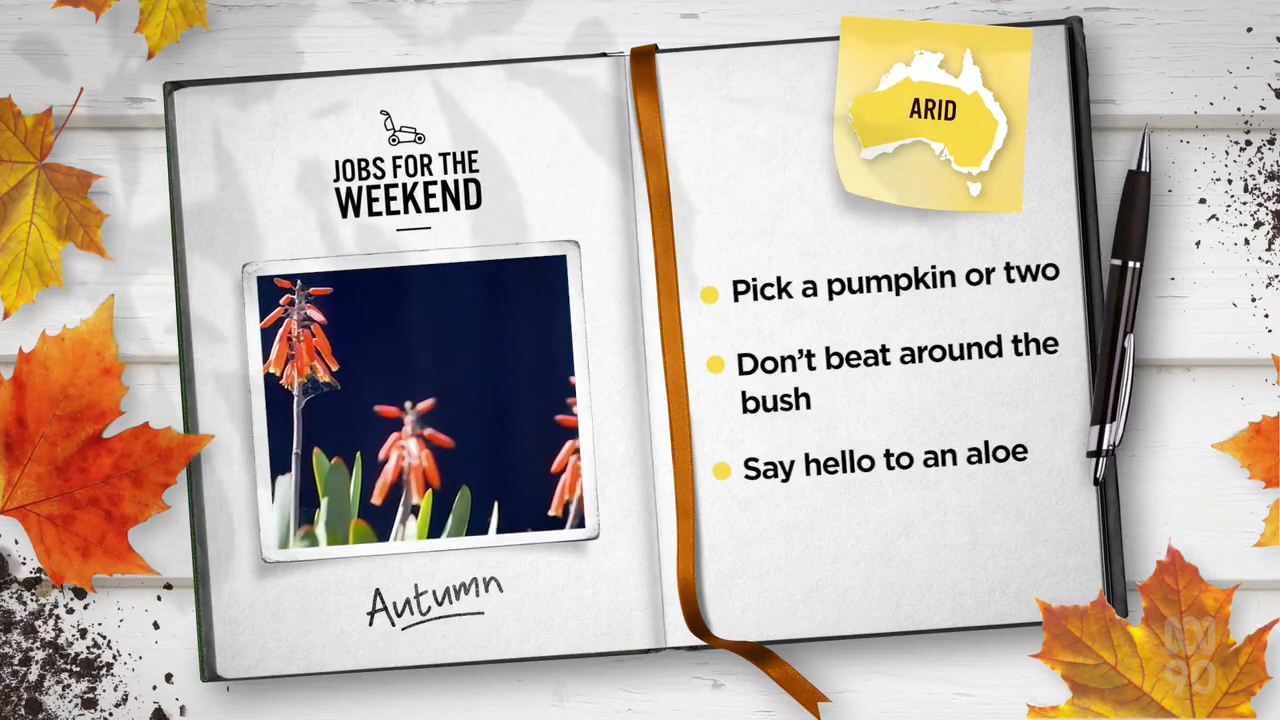 JOBS FOR THE
WEEKEND
Autumn
ARID
Pick a pumpkin or two
Don't beat around the
bush
Say hello to an aloe
90